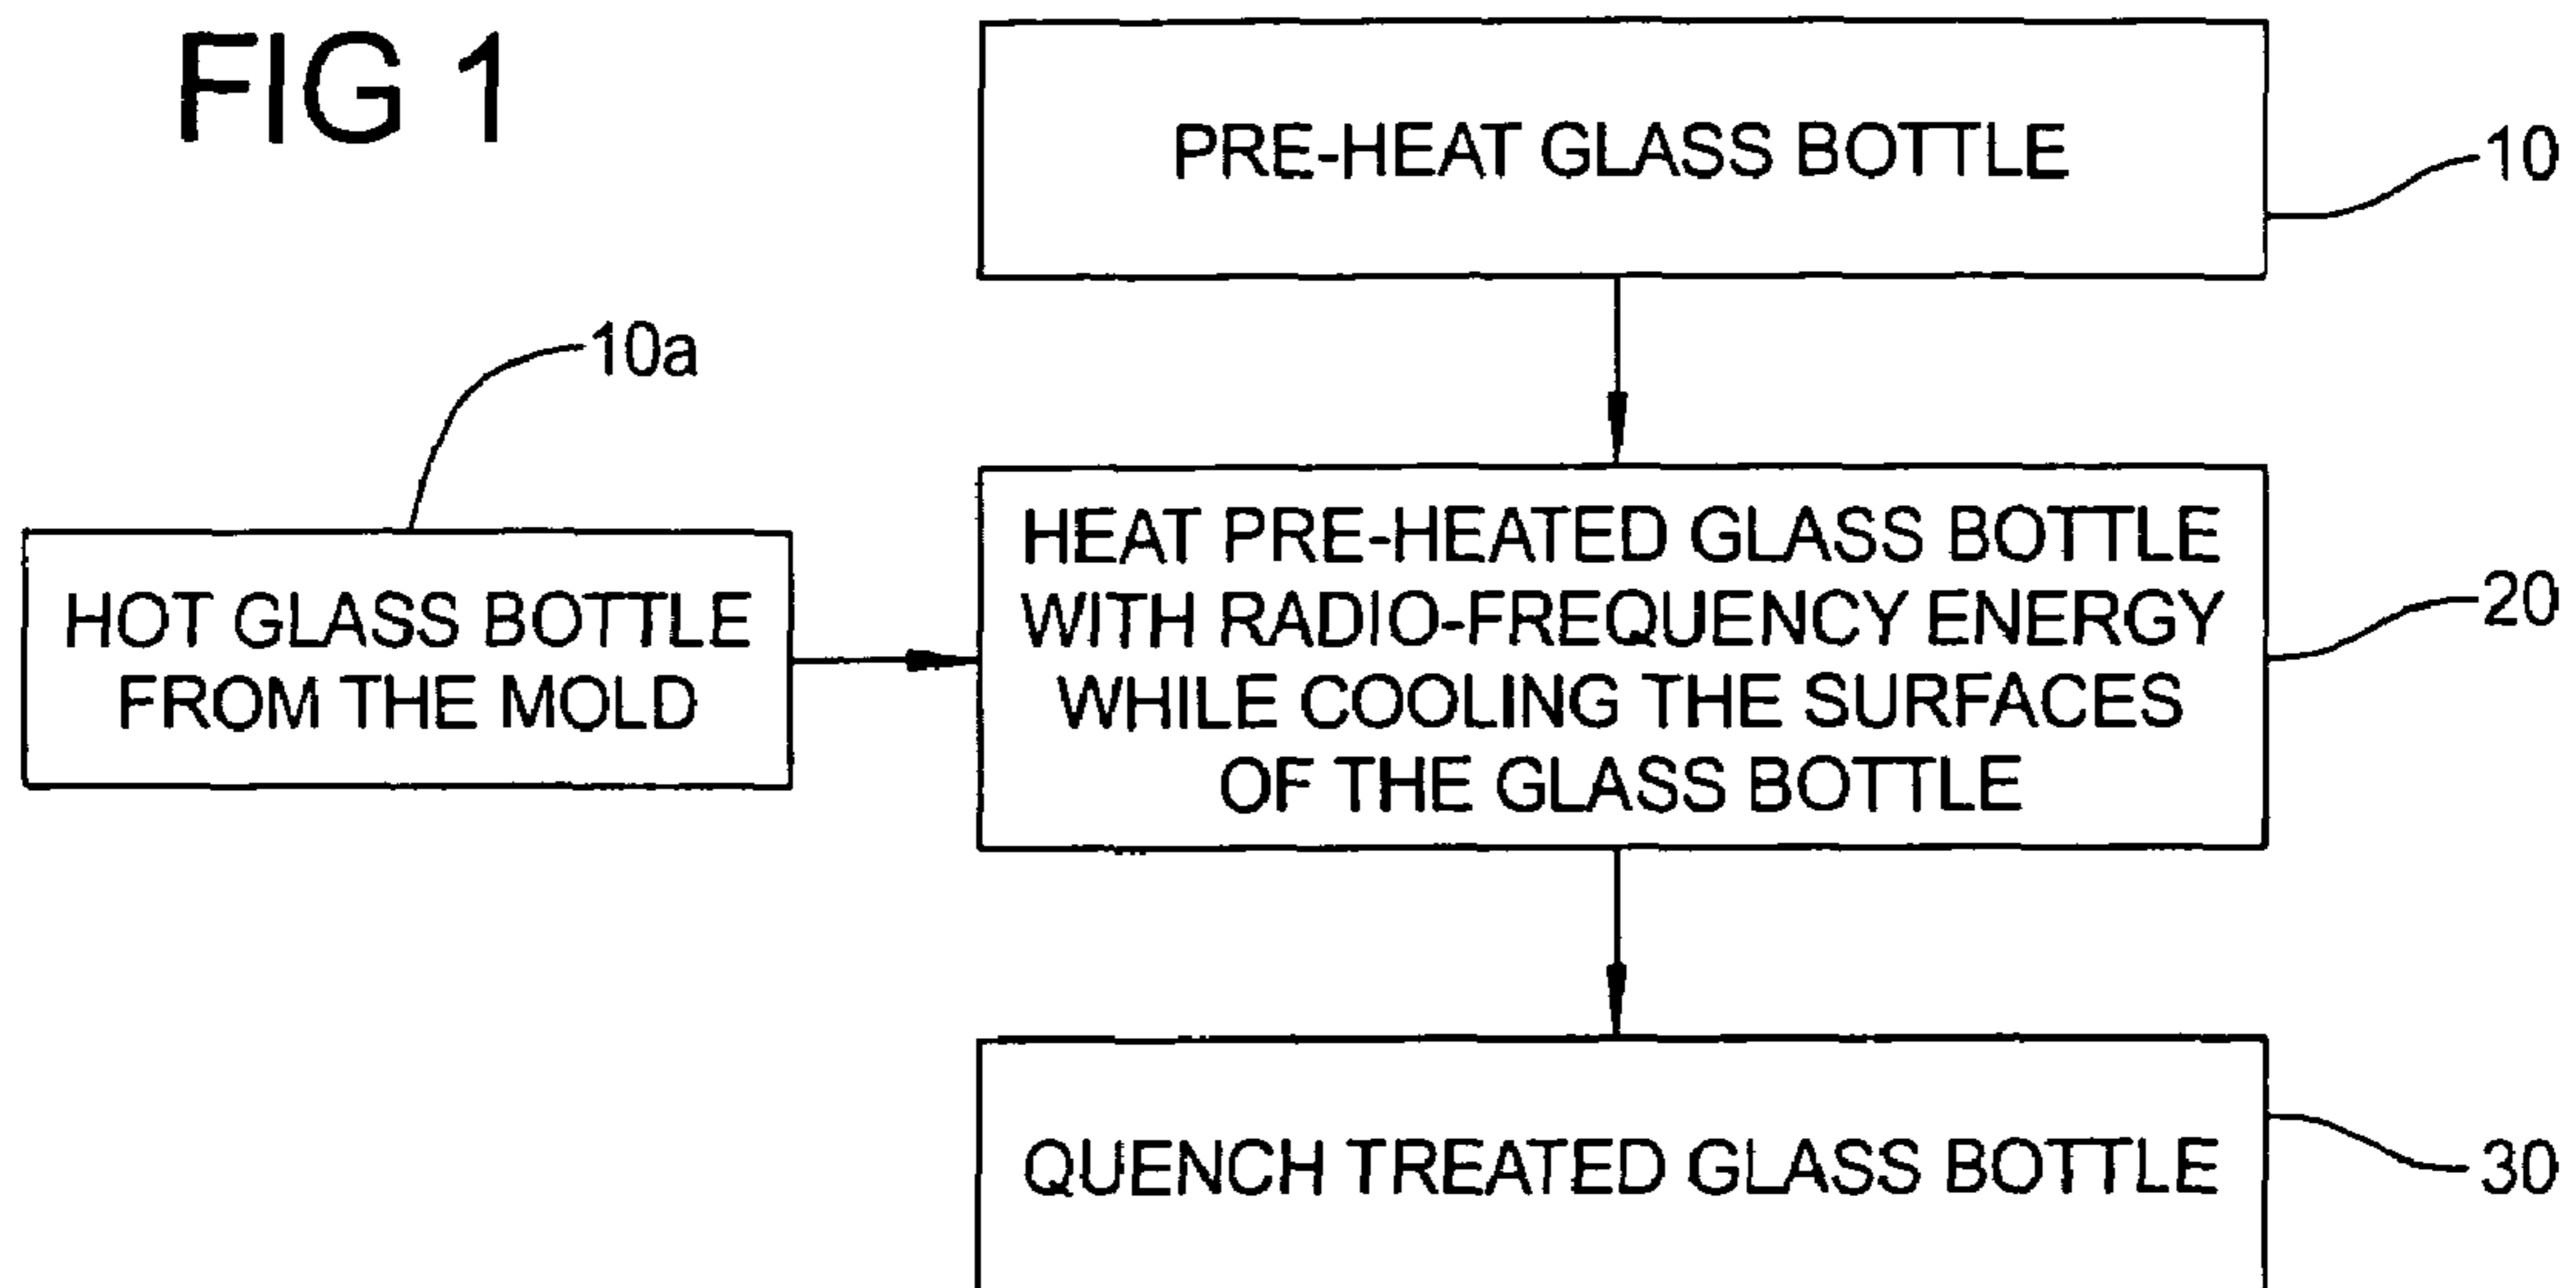 FIG 1
PRE-HEAT GLASS BOTTLE
10
10a
HOT GLASS BOTTLE
FROM THE MOLD
HEAT PRE-HEATED GLASS BOTTLE
WITH RADIO-FREQUENCY ENERGY
WHILE COOLING THE SURFACES
OF THE GLASS BOTTLE
20
QUENCH TREATED GLASS BOTTLE
30